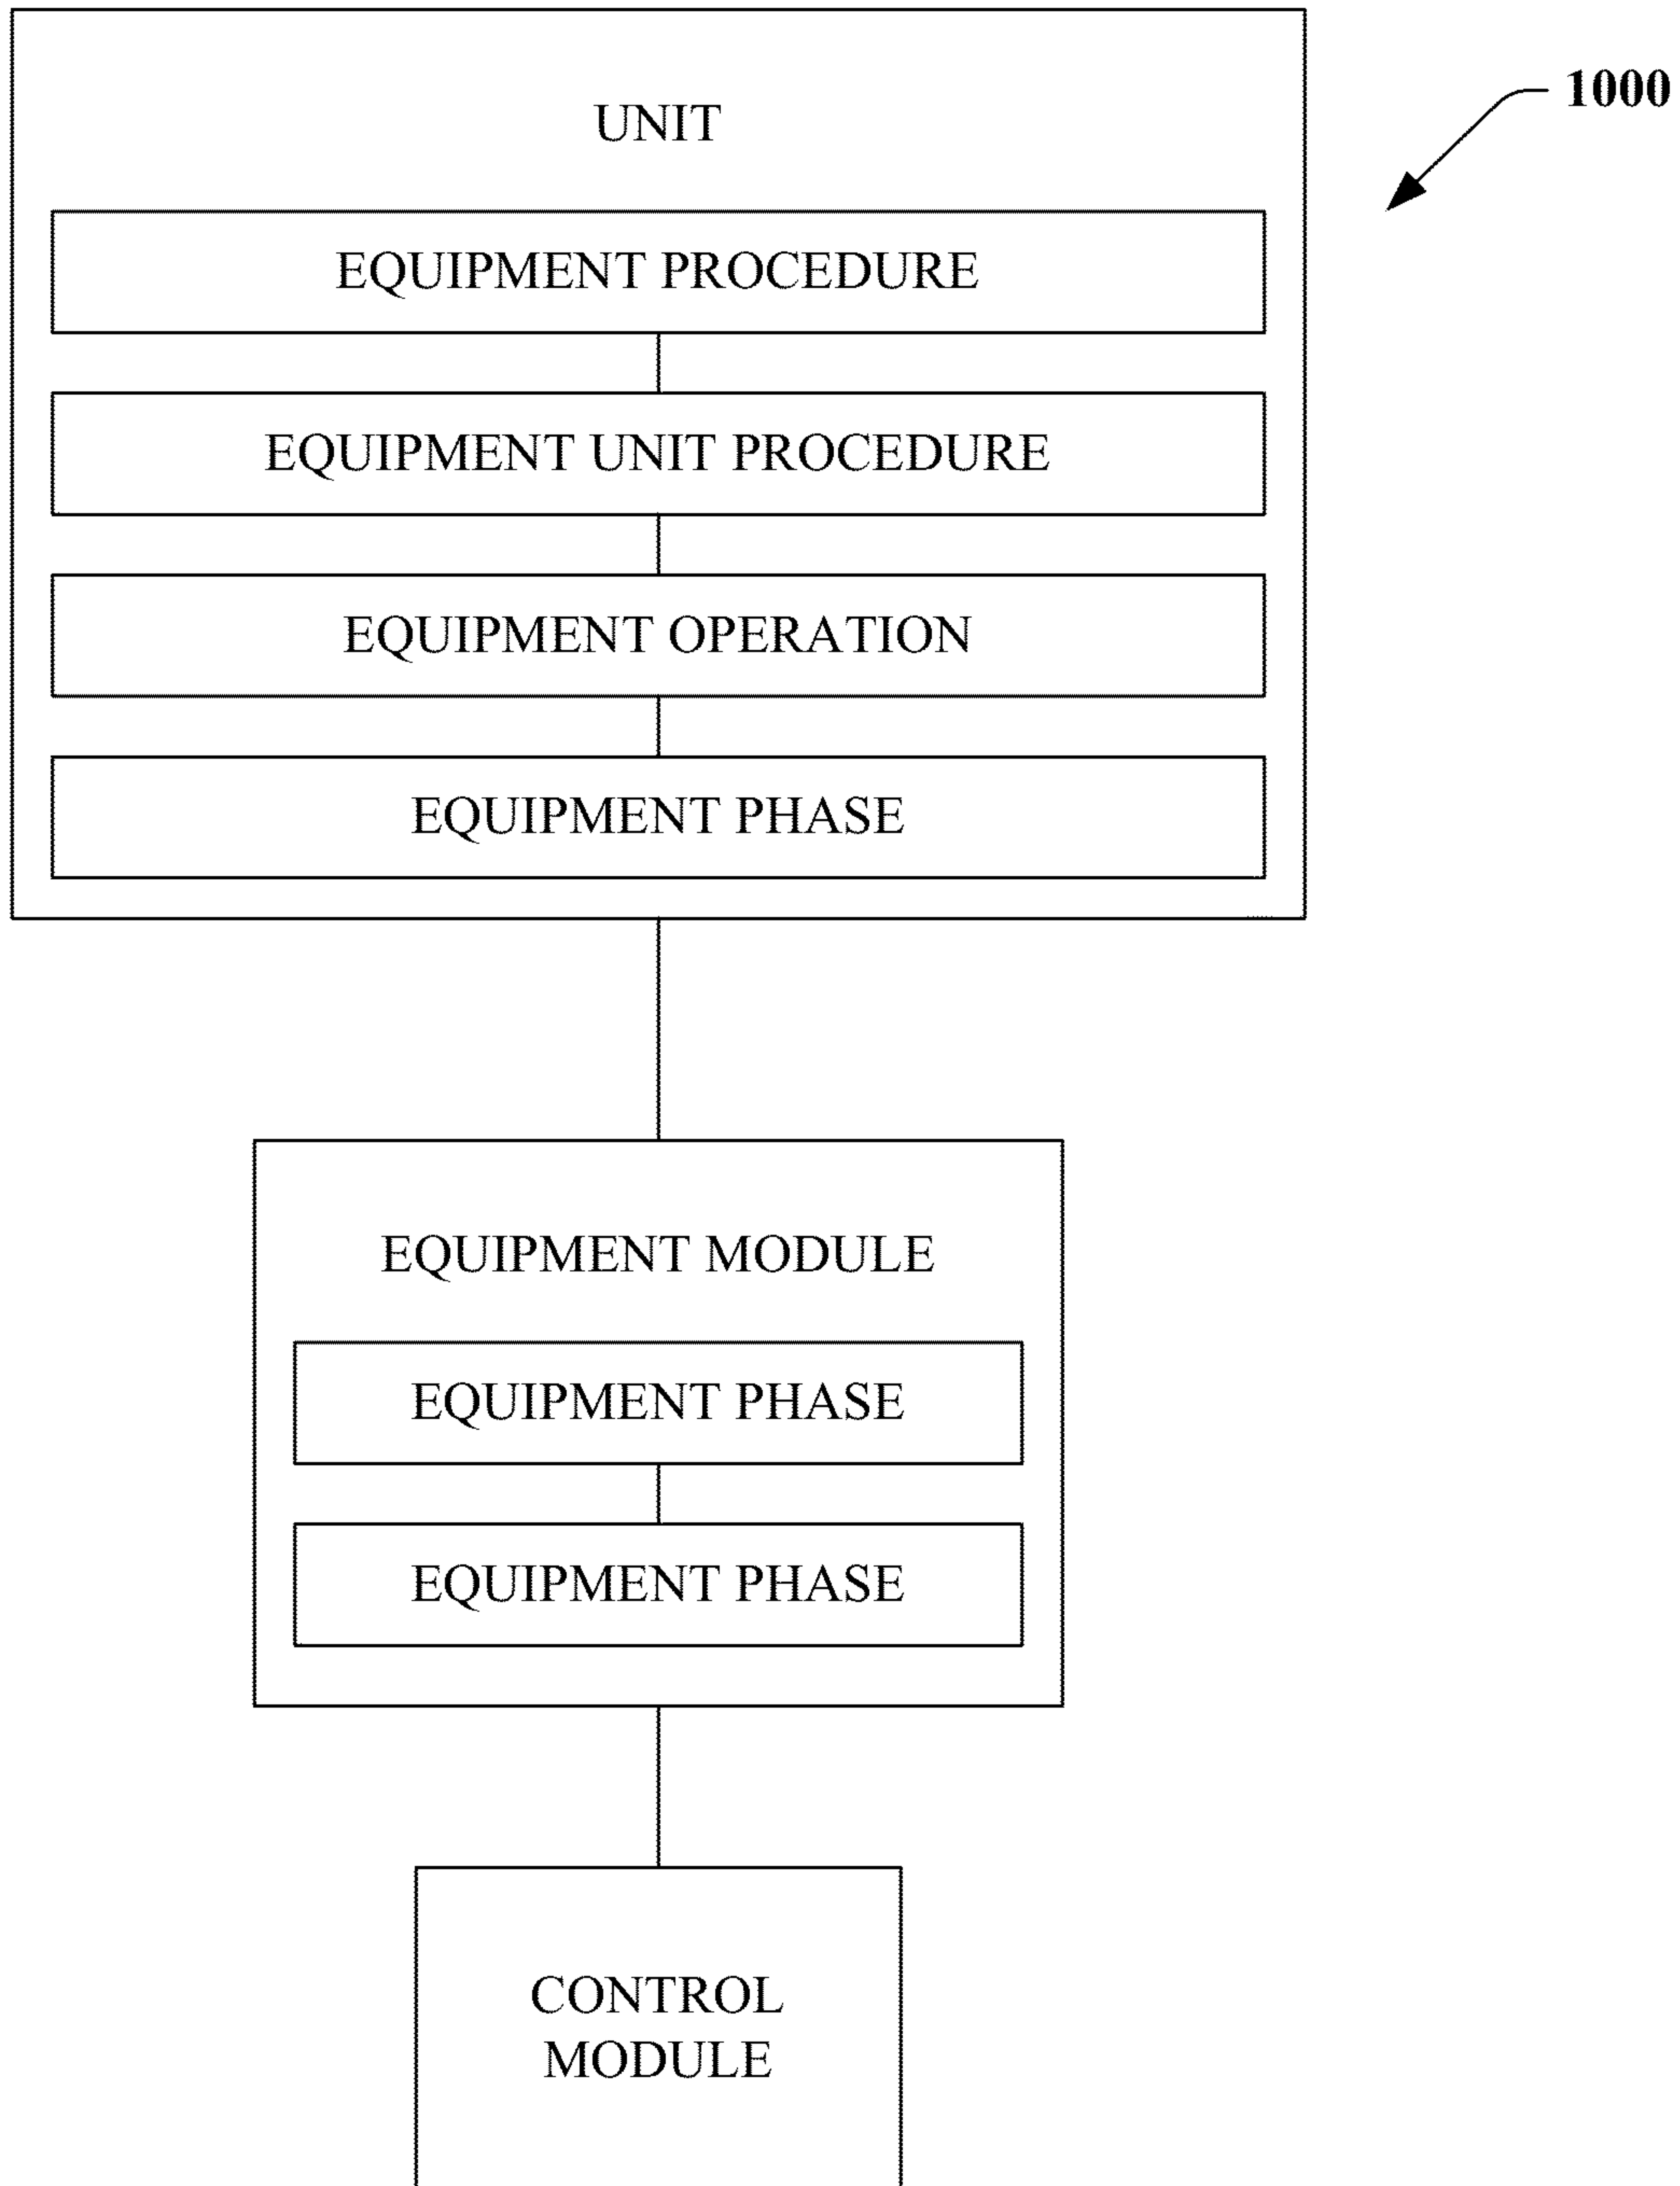 1000
UNIT
EQUIPMENT PROCEDURE
EQUIPMENT UNIT PROCEDURE
EQUIPMENT OPERATION
EQUIPMENT PHASE
EQUIPMENT MODULE
EQUIPMENT PHASE
EQUIPMENT PHASE
CONTROL
MODULE